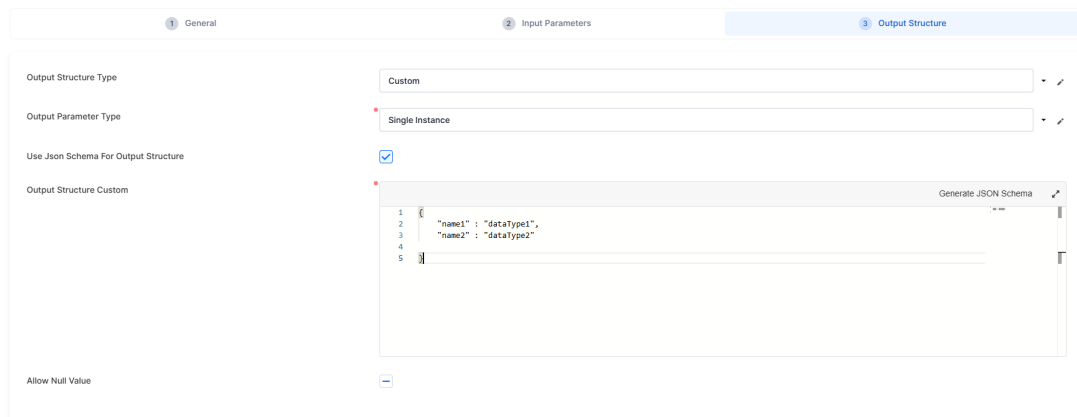 1 General 2 Input Parameters 3 Output Structure
Output Structure Type Custom
Output Parameter Type Single Instance
Use Json Schema For Output Structure
Output Structure Custom Generate JSON Schema
1 {
2 "name1" : "dataType1",
3 "name2" : "dataType2"
4
5 }
Allow Null Value